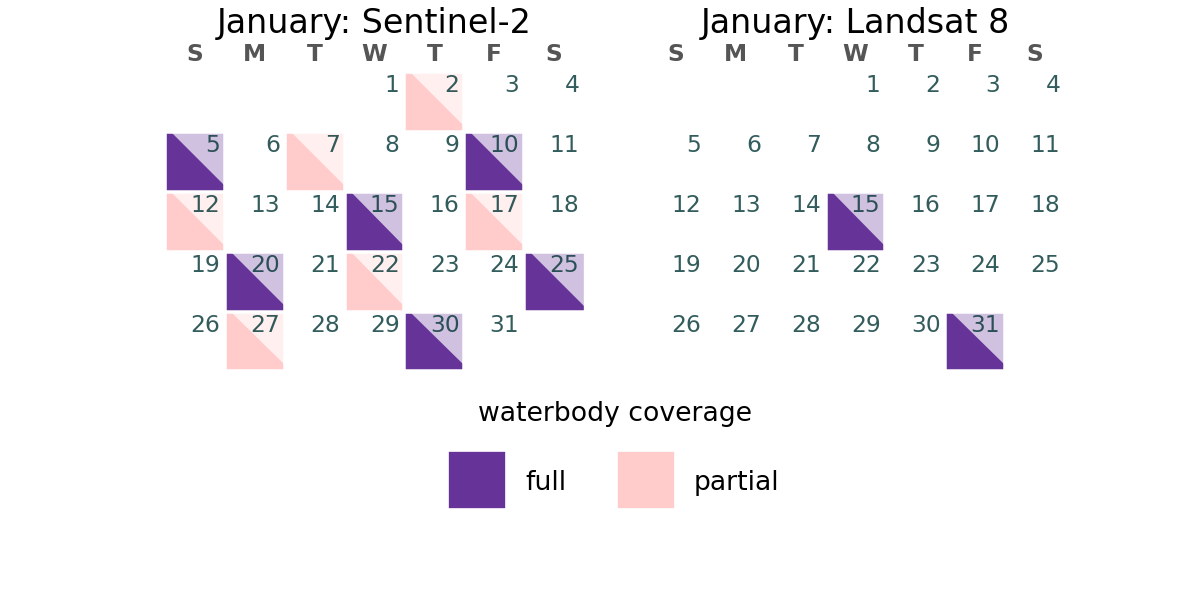 January: Sentinel-2
S M T W T F S
1 2 3 4
5 6 7 8 9 10 11
12 13 14 15 16 17 18
19 20 21 22 23 24 25
26 27 28 29 30 31
January: Landsat 8
S M T W T F S
1 2 3 4
5 6 7 8 9 10 11
12 13 14 15 16 17 18
19 20 21 22 23 24 25
26 27 28 29 30 31
waterbody coverage
full
partial